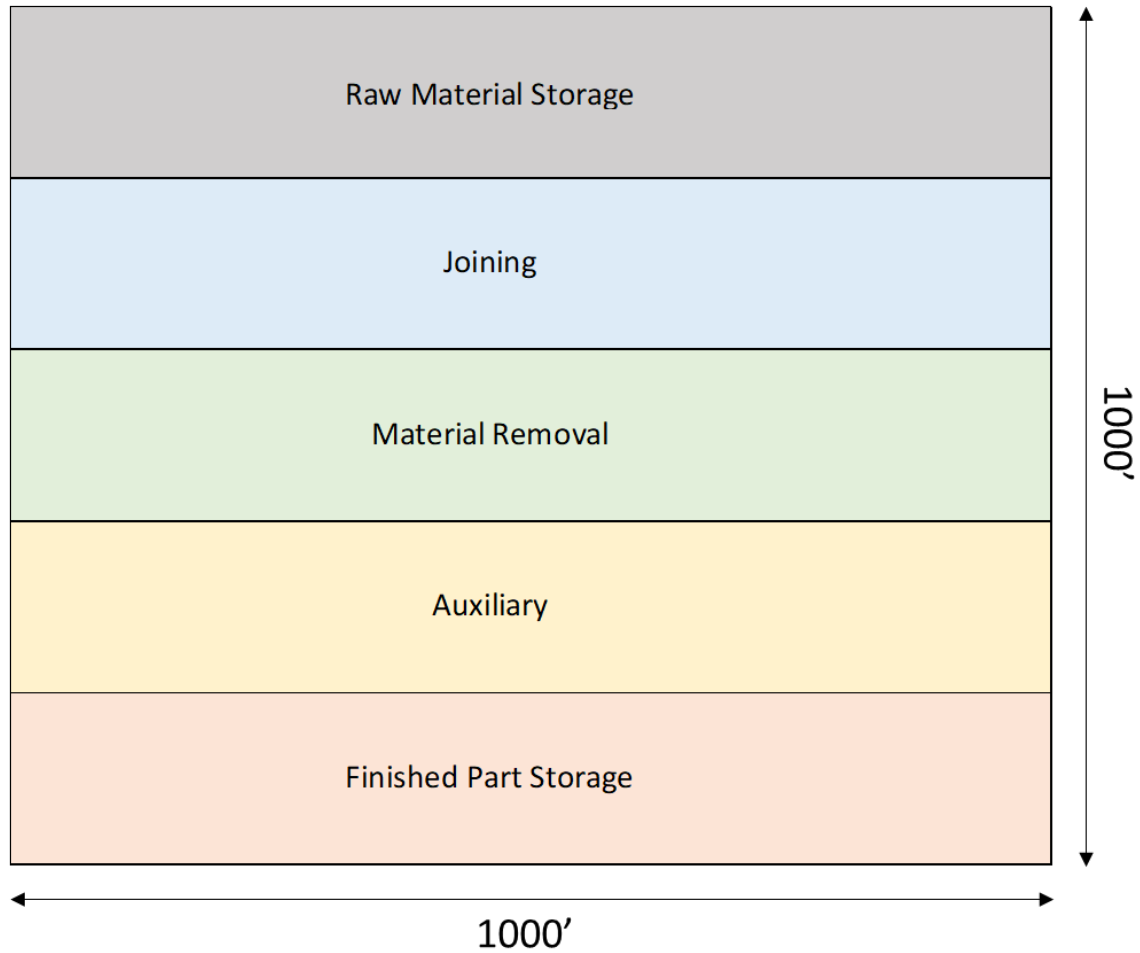 Raw Material Storage
Joining
Material Removal
Auxiliary
Finished Part Storage
1000’
1000’